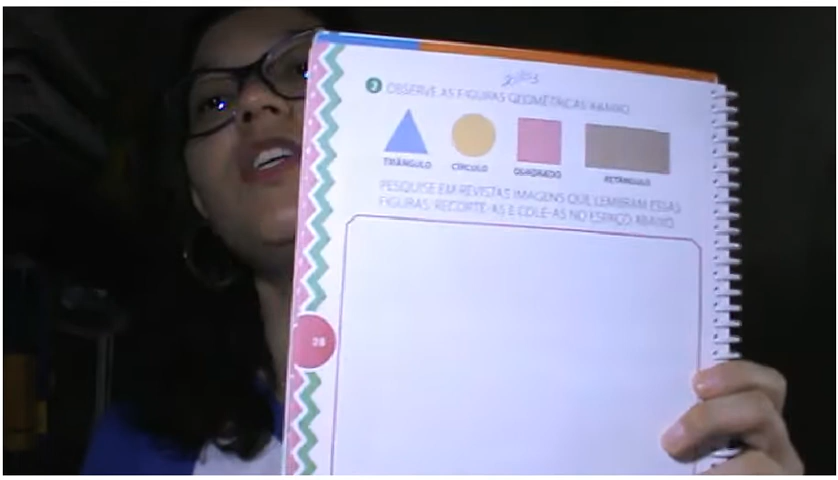 2 OBSERVE AS FIGURAS GEOMÉTRICAS ABAIXO.
TRIÂNGULO CÍRCULO QUADRADO RETÂNGULO
PESQUISE EM REVISTAS IMAGENS QUE LEMBRAM ESSAS
FIGURAS. RECORTE-AS E COLE-AS NO ESPAÇO ABAIXO.
28